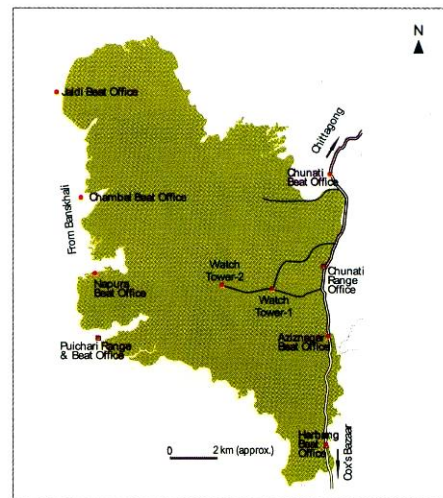 N
Jaldi Beat Office
Chittagong
Chunati
Beat Office
Chambal Beat Office
From Banskhali
Watch
Tower-2
Chunati
Range
Office
Napura
Beat Office
Watch
Tower-1
Puichari Range
& Beat Office
Aziznagar
Beat Office
Harbang
Beat
Office
0 2 km (approx.)
Cox's Bazaar